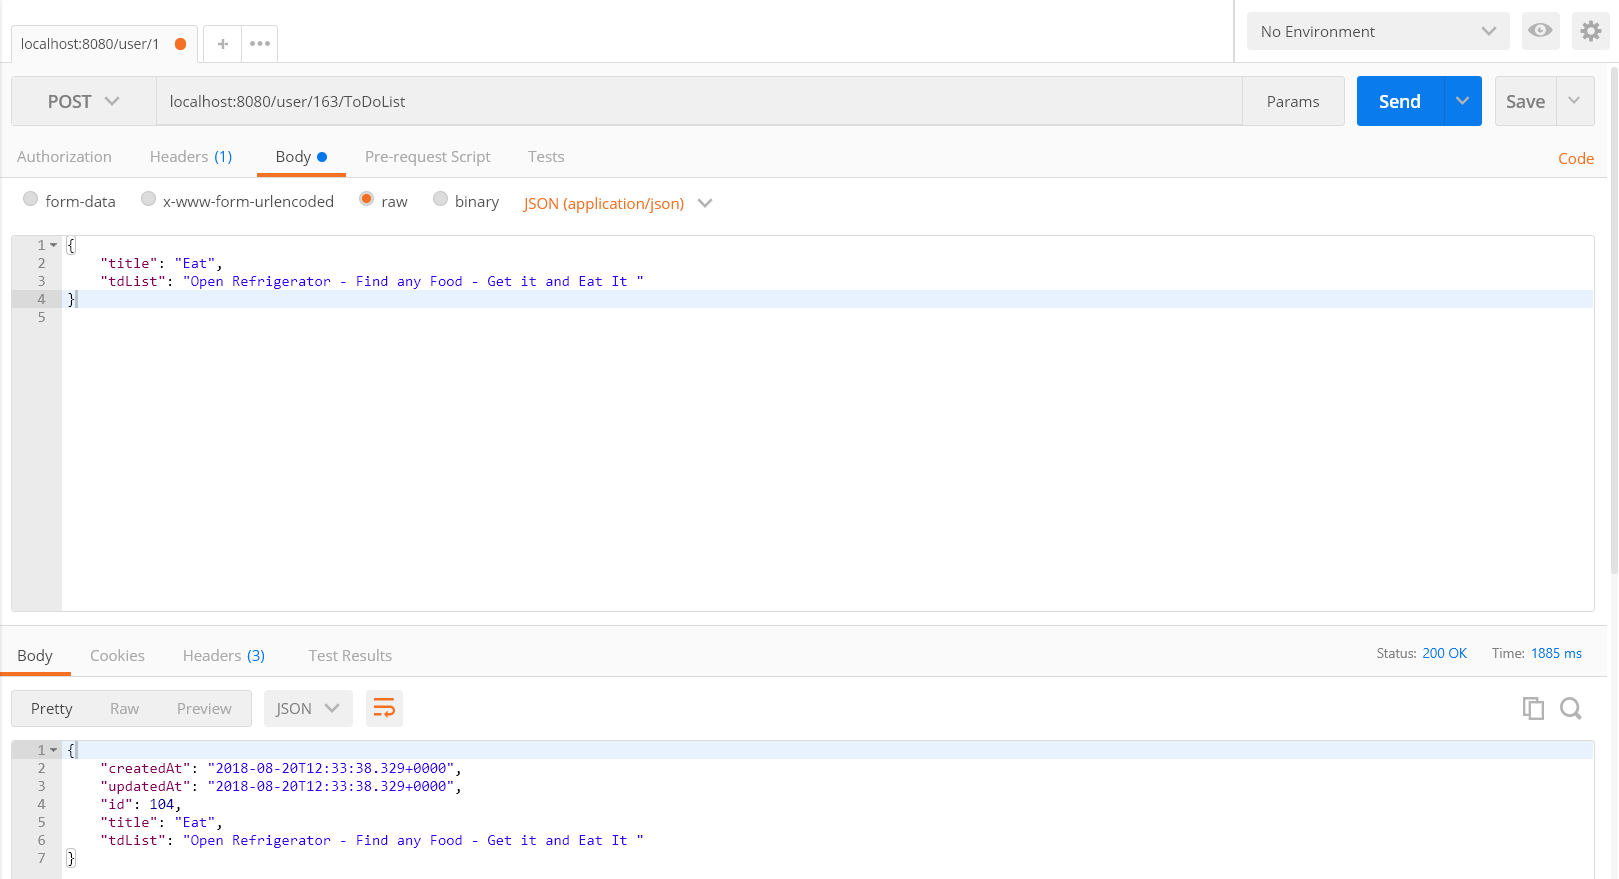 localhost:8080/user/1
+
•••
No Environment
POST
localhost:8080/user/163/ToDoList
Params
Send
Save
Authorization
Headers (1)
Body
Pre-request Script
Tests
Code
form-data
x-www-form-urlencoded
raw
binary
JSON (application/json)
1 {
2 "title": "Eat",
3 "tdList": "Open Refrigerator - Find any Food - Get it and Eat It "
4 }
5
Body
Cookies
Headers (3)
Test Results
Status: 200 OK
Time: 1885 ms
Pretty
Raw
Preview
JSON
1 {
2 "createdAt": "2018-08-20T12:33:38.329+0000",
3 "updatedAt": "2018-08-20T12:33:38.329+0000",
4 "id": 104,
5 "title": "Eat",
6 "tdList": "Open Refrigerator - Find any Food - Get it and Eat It "
7 }